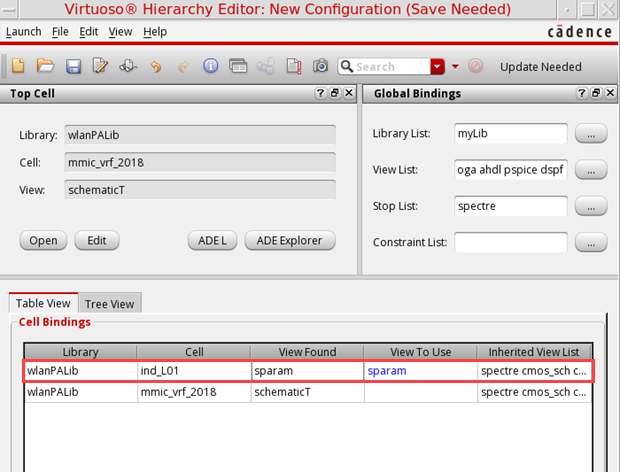 Virtuoso® Hierarchy Editor: New Configuration (Save Needed)
Launch File Edit View Help cādence
Search Update Needed
Top Cell
Library: wlanPALib
Cell: mmic_vrf_2018
View: schematicT
Open Edit ADE L ADE Explorer
Global Bindings
Library List: myLib ...
View List: oga ahdl pspice dspf ...
Stop List: spectre ...
Constraint List: ...
Table View Tree View
Cell Bindings
Library Cell View Found View To Use Inherited View List
wlanPALib ind_L01 sparam sparam spectre cmos_sch c...
wlanPALib mmic_vrf_2018 schematicT spectre cmos_sch c...